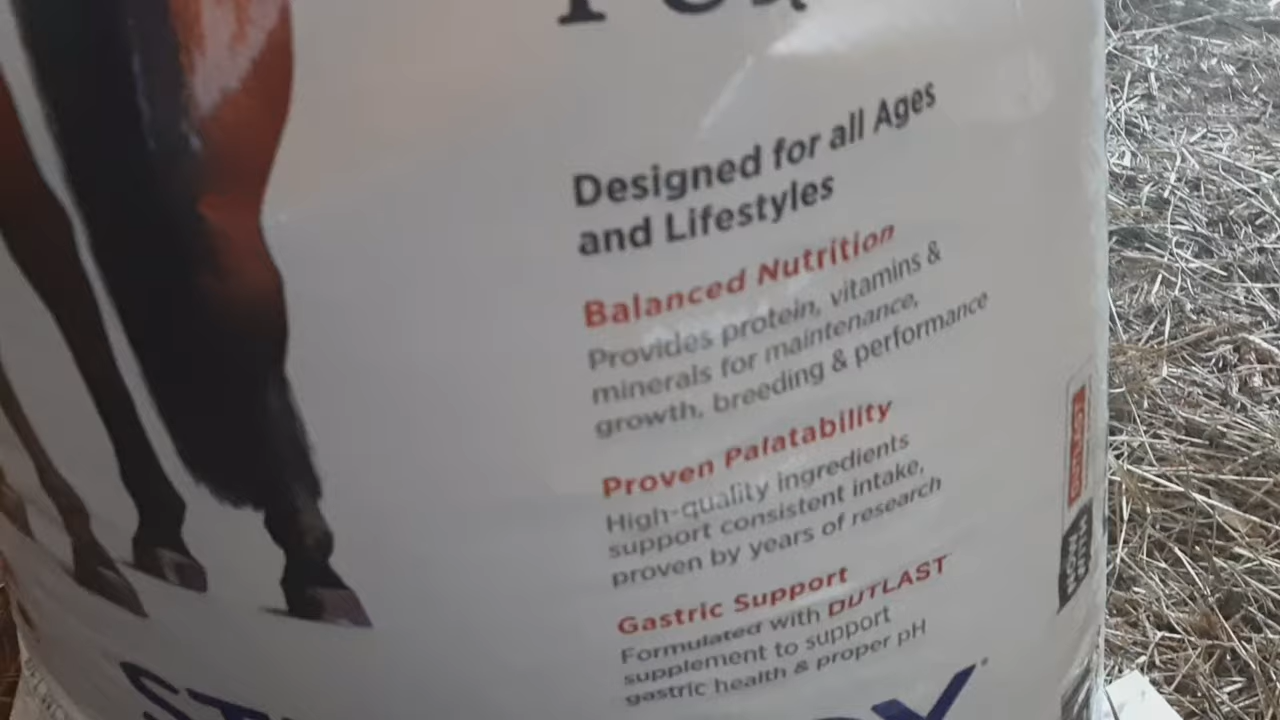 Designed for all Ages
and Lifestyles
Balanced Nutrition
Provides protein, vitamins &
minerals for maintenance,
growth, breeding & performance
Proven Palatability
High-quality ingredients
support consistent intake,
proven by years of research
Gastric Support
Formulated with OUTLAST
supplement to support
gastric health & proper pH
OUTLAST